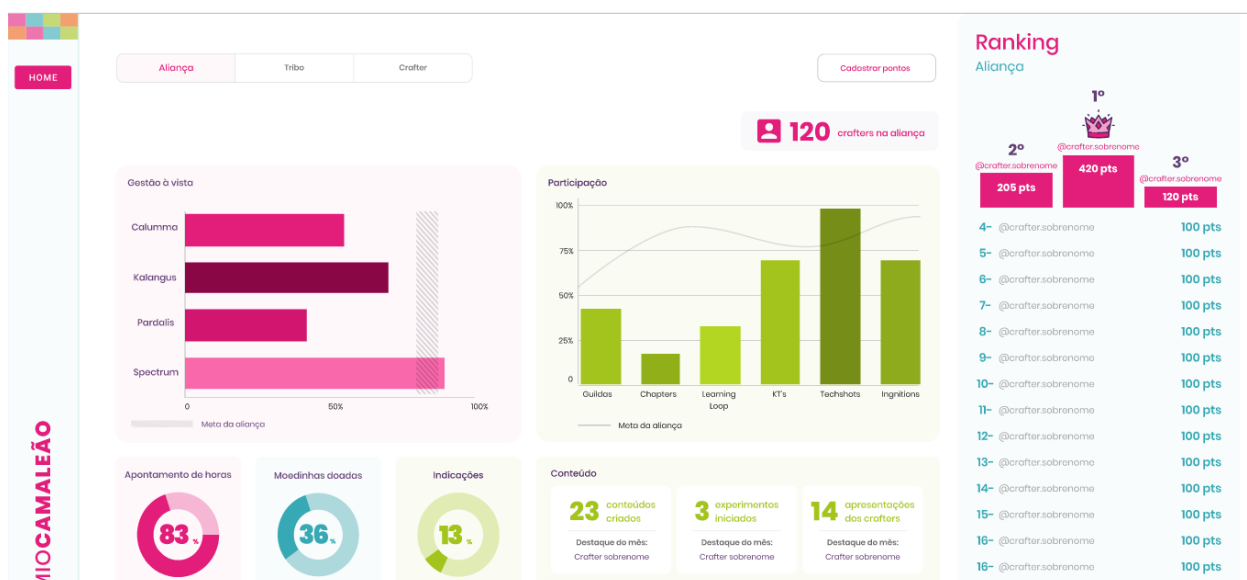 HOME
MIOCAMALEÃO
Aliança
Tribo
Crafter
Cadastrar pontos
120 crafters na aliança
Gestão à vista
Calumma
Kalangus
Pardalis
Spectrum
0
50%
100%
Meta da aliança
Participação
100%
75%
50%
25%
0
Guildas
Chapters
Learning
Loop
KT's
Techshots
Ingnitions
Meta da aliança
Apontamento de horas
83 %
Moedinhas doadas
36 %
Indicações
13 %
Conteúdo
23 conteúdos
criados
Destaque do mês:
Crafter sobrenome
3 experimentos
iniciados
Destaque do mês:
Crafter sobrenome
14 apresentações
dos crafters
Destaque do mês:
Crafter sobrenome
Ranking
Aliança
1º
@crafter.sobrenome
420 pts
2º
@crafter.sobrenome
205 pts
3º
@crafter.sobrenome
120 pts
4- @crafter.sobrenome 100 pts
5- @crafter.sobrenome 100 pts
6- @crafter.sobrenome 100 pts
7- @crafter.sobrenome 100 pts
8- @crafter.sobrenome 100 pts
9- @crafter.sobrenome 100 pts
10- @crafter.sobrenome 100 pts
11- @crafter.sobrenome 100 pts
12- @crafter.sobrenome 100 pts
13- @crafter.sobrenome 100 pts
14- @crafter.sobrenome 100 pts
15- @crafter.sobrenome 100 pts
16- @crafter.sobrenome 100 pts
16- @crafter.sobrenome 100 pts